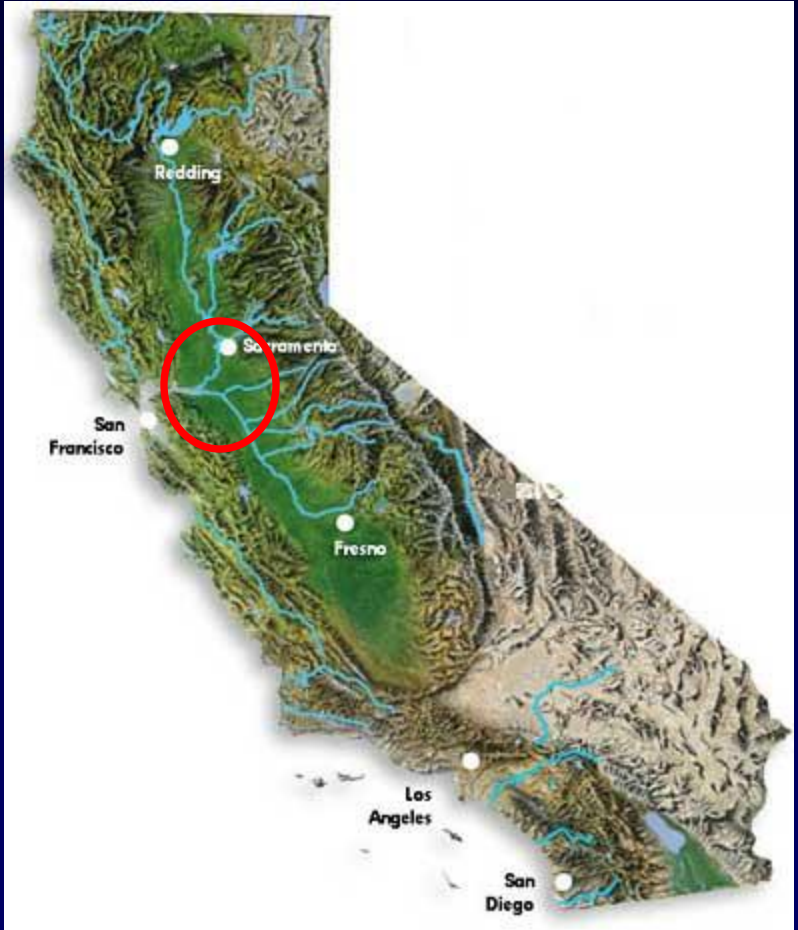 Redding
Sacramento
San
Francisco
Fresno
Los
Angeles
San
Diego